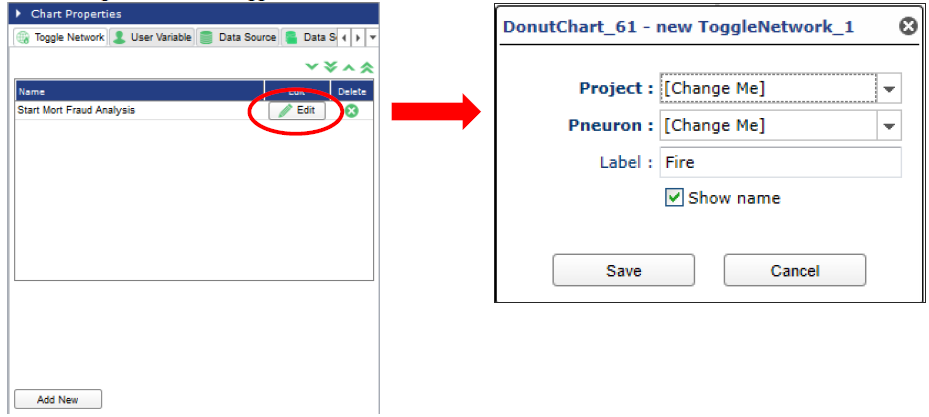 Chart Properties
Toggle Network User Variable Data Source Data S
Name Edit Delete
Start Mort Fraud Analysis Edit
Add New
DonutChart_61 - new ToggleNetwork_1
Project : [Change Me]
Pneuron : [Change Me]
Label : Fire
Show name
Save Cancel